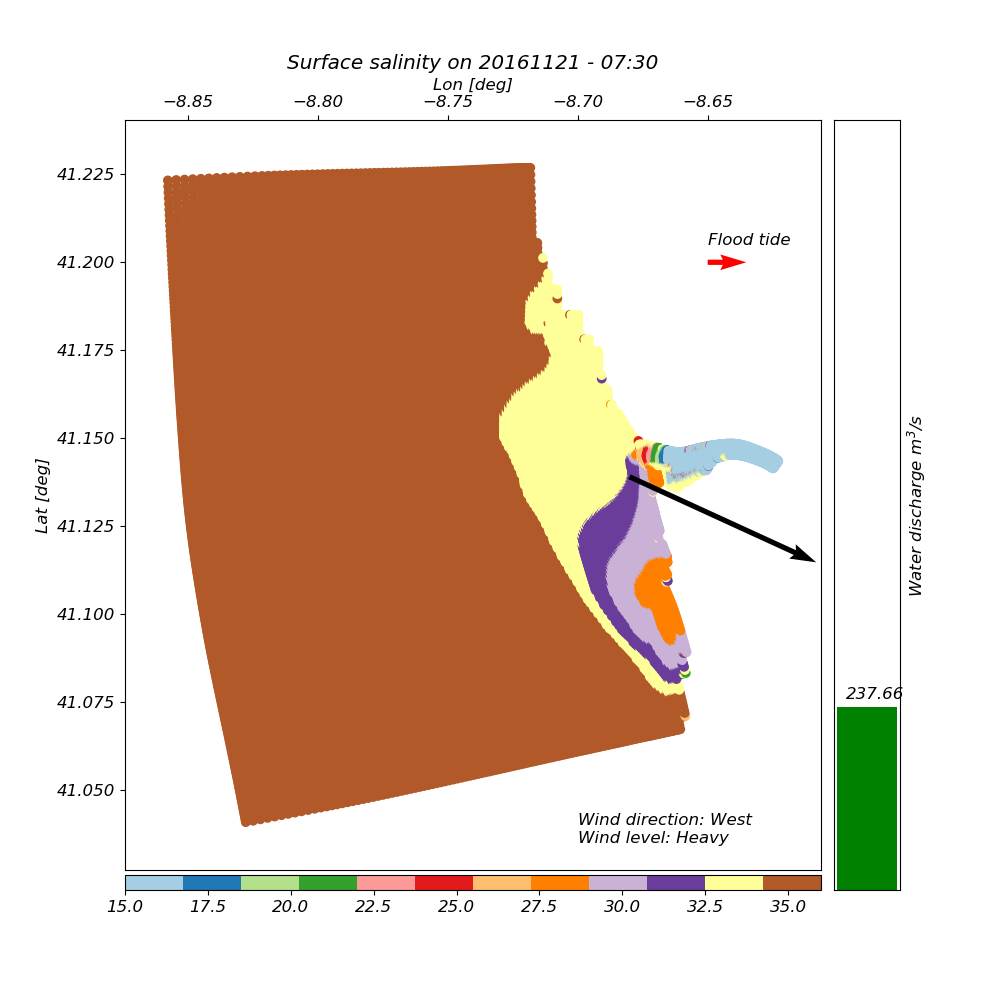 Surface salinity on 20161121 - 07:30
Lon [deg]
−8.85 −8.80 −8.75 −8.70 −8.65
41.225
41.200
41.175
41.150
41.125
41.100
41.075
41.050
Lat [deg]
Flood tide
Wind direction: West
Wind level: Heavy
237.66
Water discharge m³/s
15.0 17.5 20.0 22.5 25.0 27.5 30.0 32.5 35.0